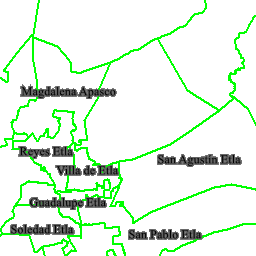 Magdalena Apasco
Reyes Etla
San Agustín Etla
Villa de Etla
Guadalupe Etla
Soledad Etla
San Pablo Etla